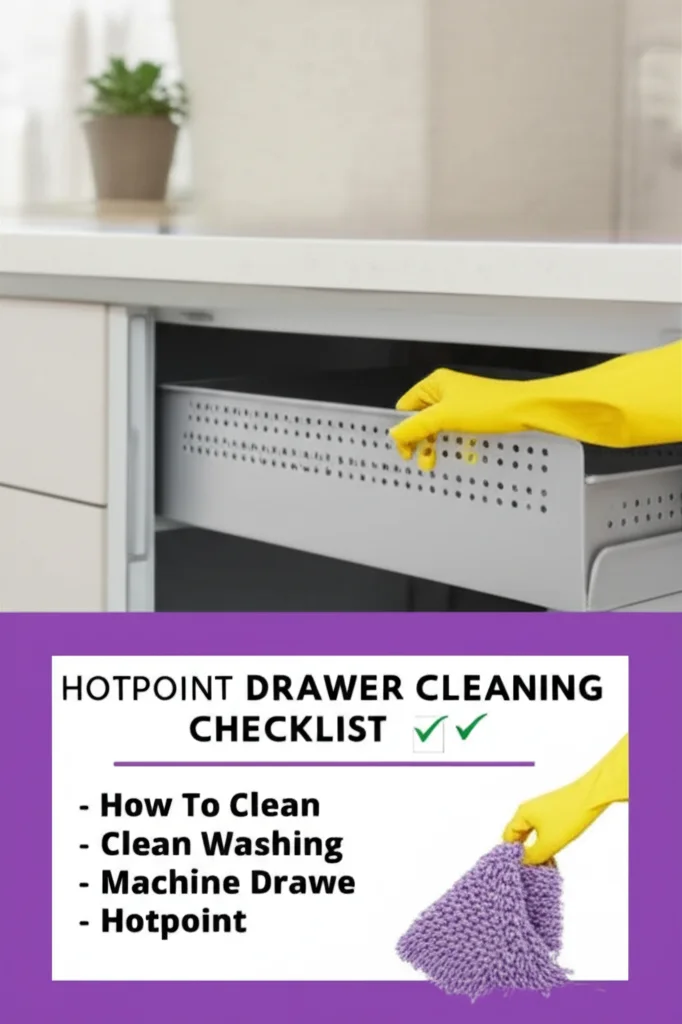 HOTPOINT DRAWER CLEANING
CHECKLIST
- How To Clean
- Clean Washing
- Machine Drawe
- Hotpoint